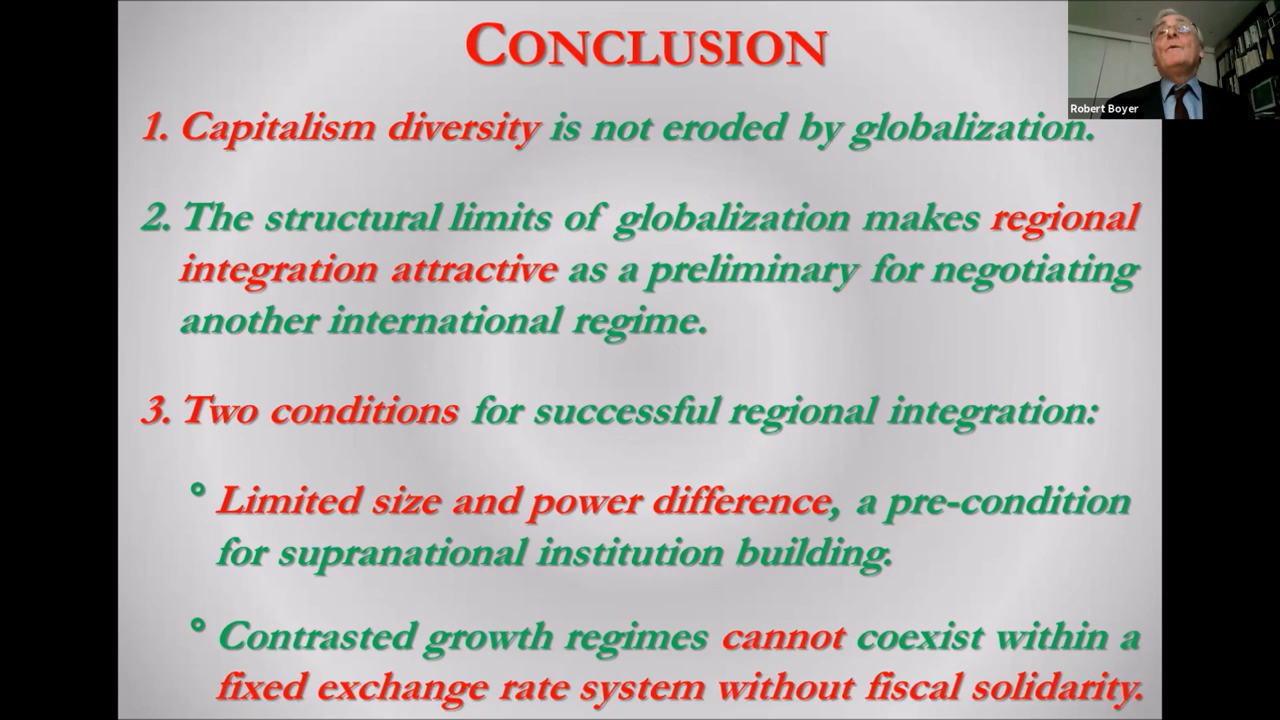 CONCLUSION
Robert Boyer
1. Capitalism diversity is not eroded by globalization.
2. The structural limits of globalization makes regional
integration attractive as a preliminary for negotiating
another international regime.
3. Two conditions for successful regional integration:
° Limited size and power difference, a pre-condition
for supranational institution building.
° Contrasted growth regimes cannot coexist within a
fixed exchange rate system without fiscal solidarity.